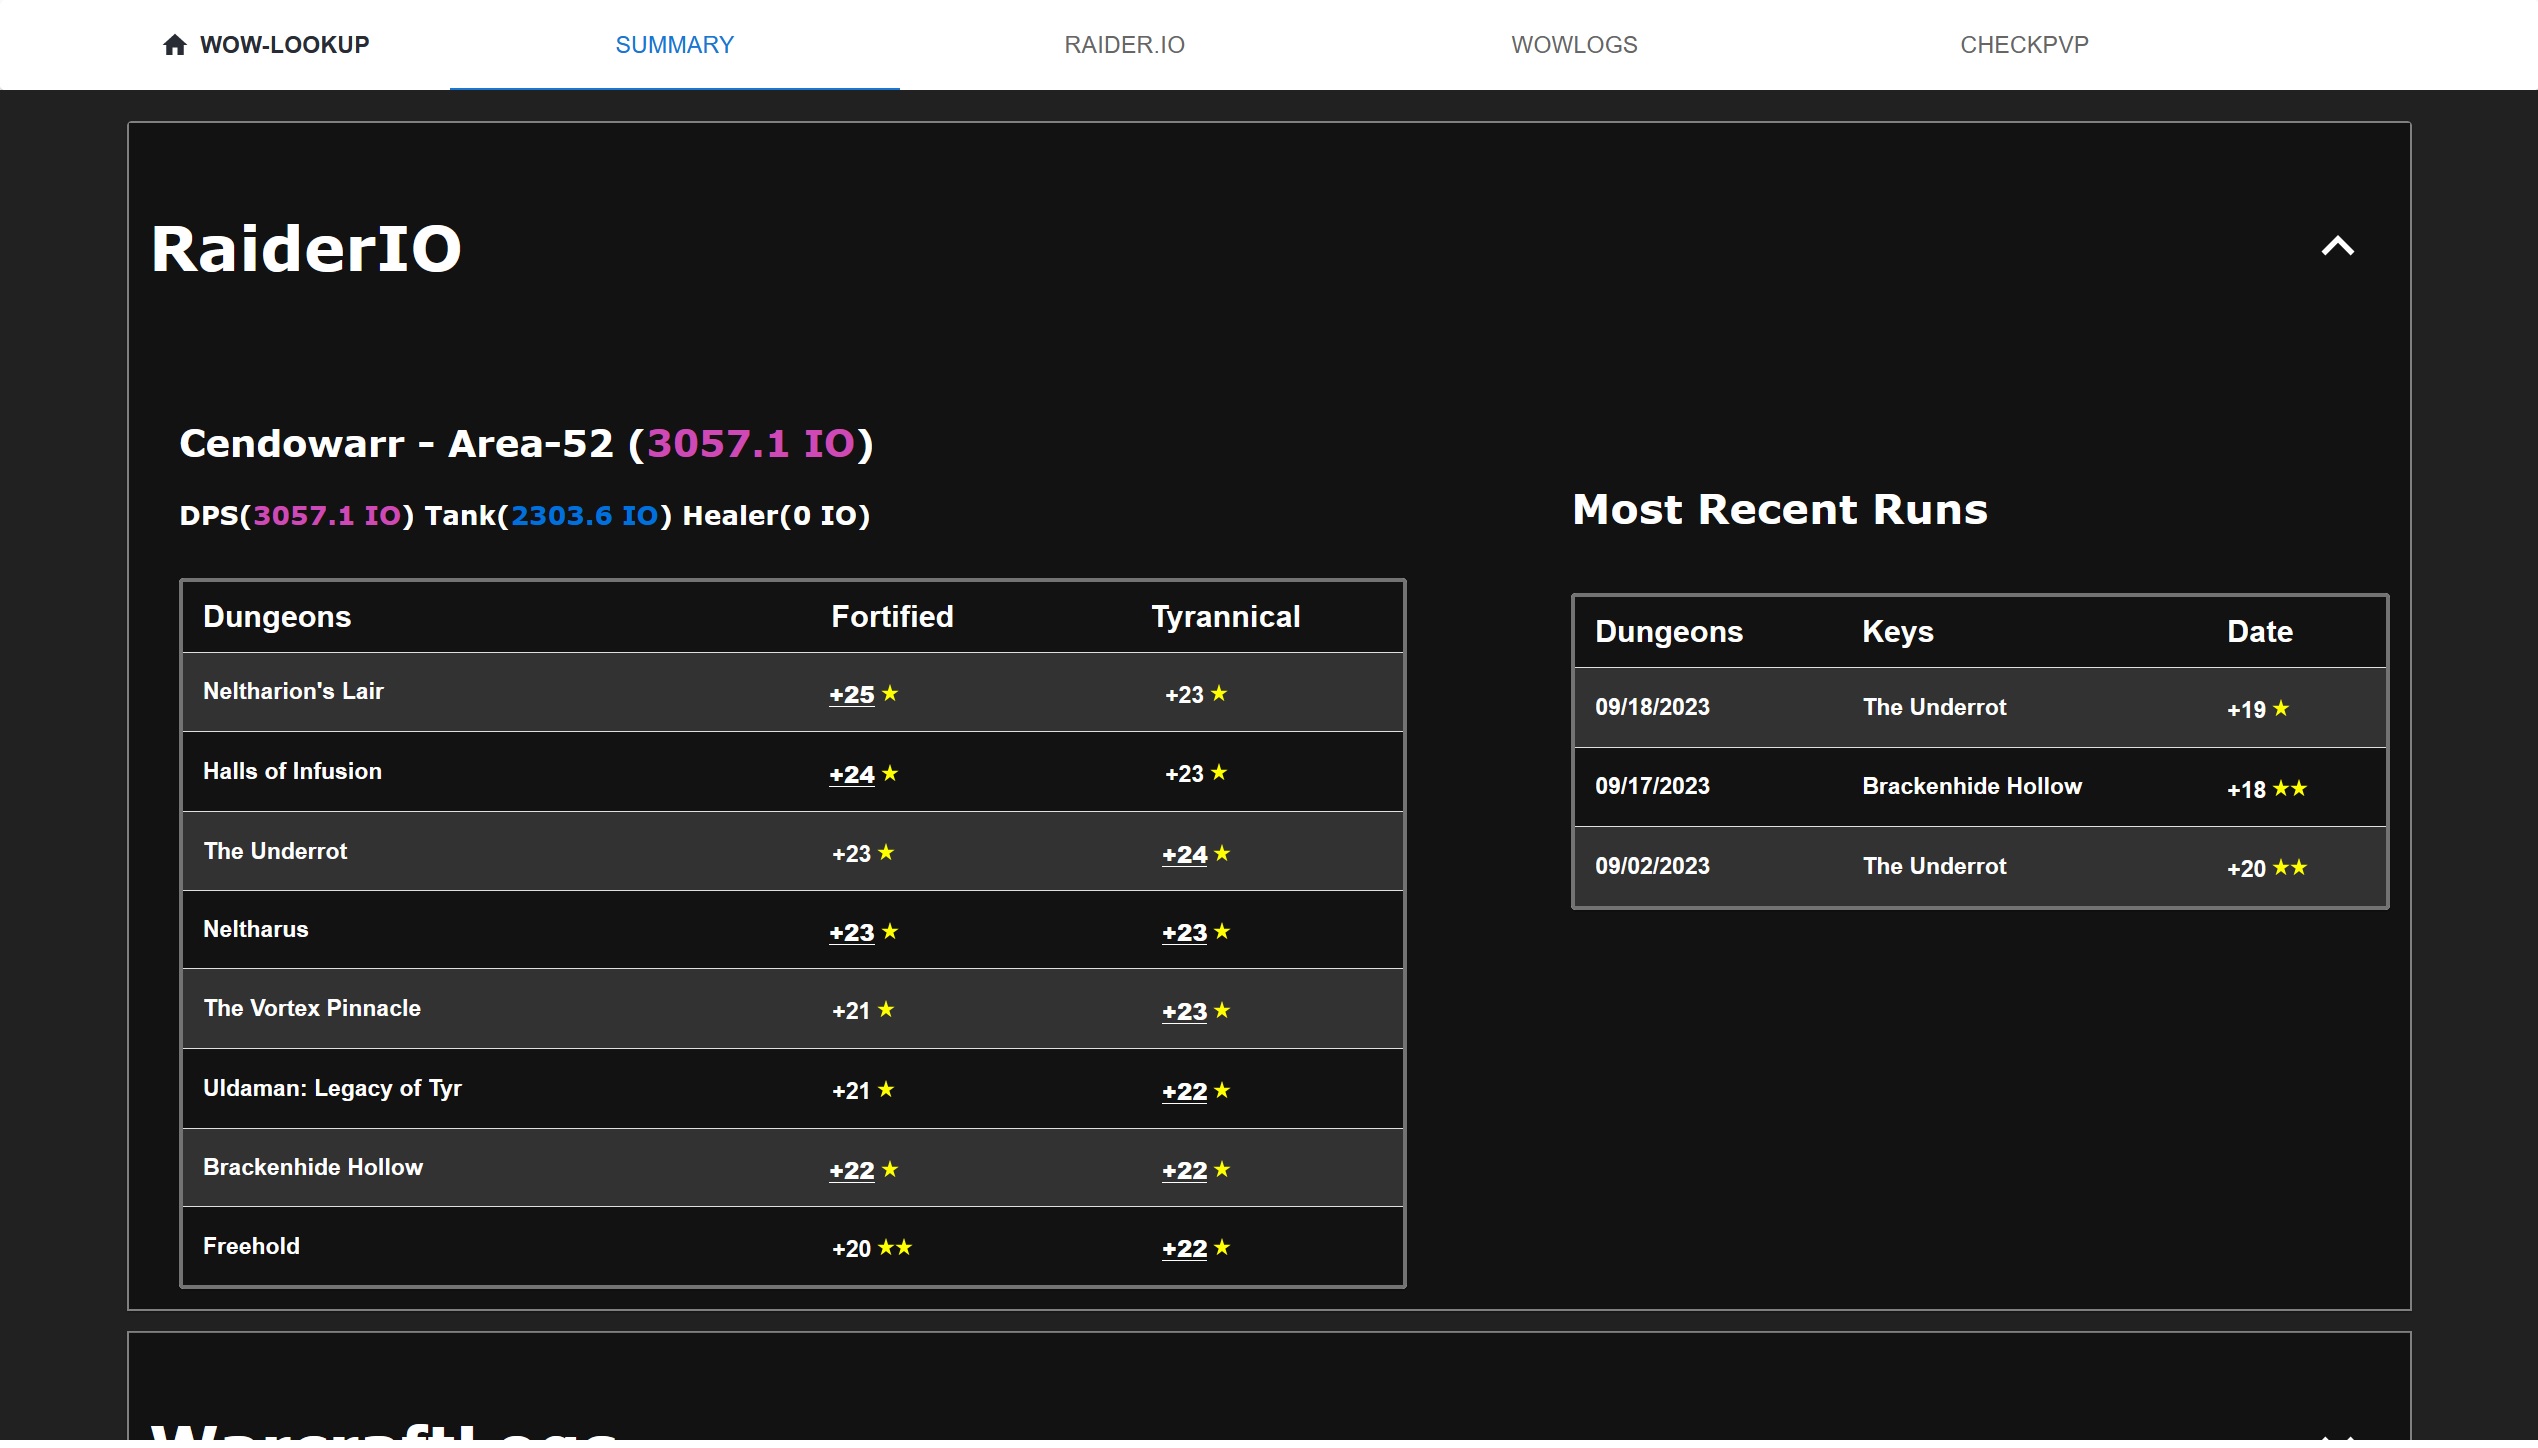 WOW-LOOKUP SUMMARY RAIDER.IO WOWLOGS CHECKPVP
RaiderIO
Cendowarr - Area-52 (3057.1 IO)
DPS(3057.1 IO) Tank(2303.6 IO) Healer(0 IO)
Dungeons Fortified Tyrannical
Neltharion's Lair +25 ★ +23 ★
Halls of Infusion +24 ★ +23 ★
The Underrot +23 ★ +24 ★
Neltharus +23 ★ +23 ★
The Vortex Pinnacle +21 ★ +23 ★
Uldaman: Legacy of Tyr +21 ★ +22 ★
Brackenhide Hollow +22 ★ +22 ★
Freehold +20 ★★ +22 ★
Most Recent Runs
Dungeons Keys Date
09/18/2023 The Underrot +19 ★
09/17/2023 Brackenhide Hollow +18 ★★
09/02/2023 The Underrot +20 ★★
WarcraftLogs